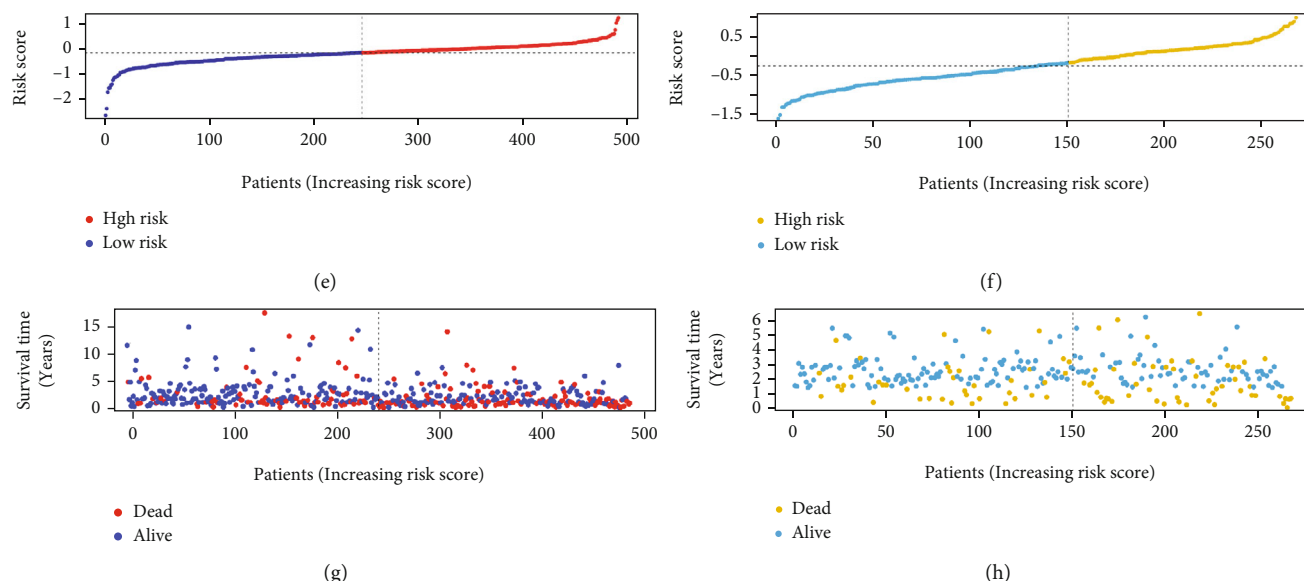 Risk score
1
0
−1
−2
0
100
200
300
400
500
Patients (Increasing risk score)
Hgh risk
Low risk
(e)
Risk score
0.5
−0.5
−1.5
0
50
100
150
200
250
Patients (Increasing risk score)
High risk
Low risk
(f)
Survival time
(Years)
15
10
5
0
0
100
200
300
400
500
Patients (Increasing risk score)
Dead
Alive
(g)
Survival time
(Years)
6
5
4
3
2
1
0
0
50
100
150
200
250
Patients (Increasing risk score)
Dead
Alive
(h)